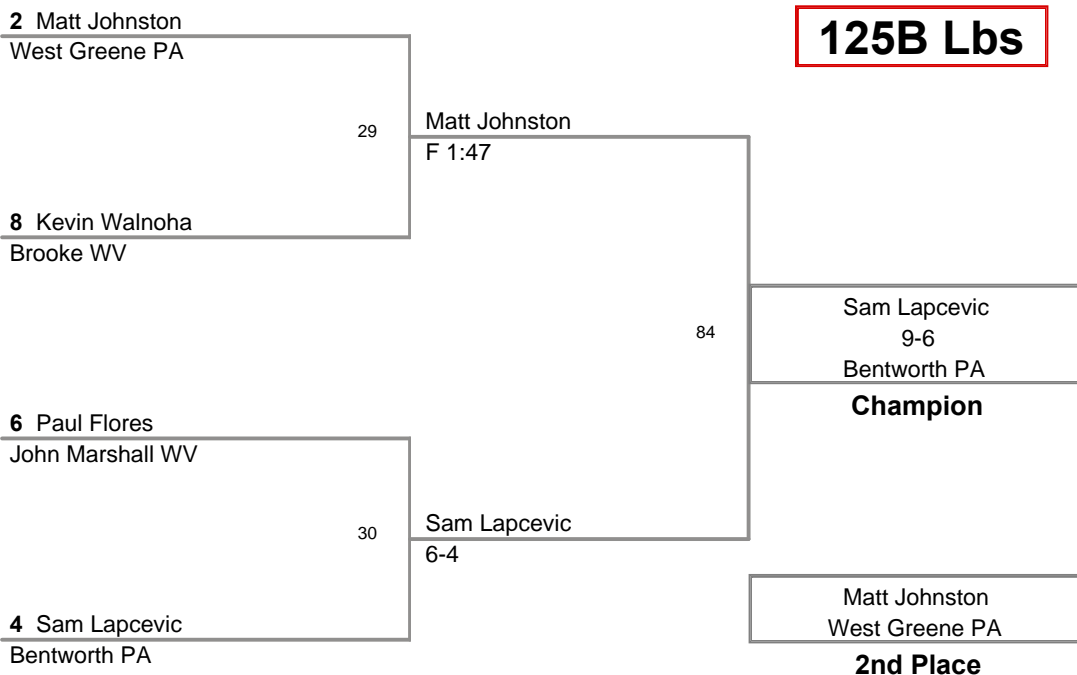 2 Matt Johnston
West Greene PA
125B Lbs
29
Matt Johnston
F 1:47
8 Kevin Walnoha
Brooke WV
84
Sam Lapcevic
9-6
Bentworth PA
Champion
6 Paul Flores
John Marshall WV
30
Sam Lapcevic
6-4
4 Sam Lapcevic
Bentworth PA
Matt Johnston
West Greene PA
2nd Place